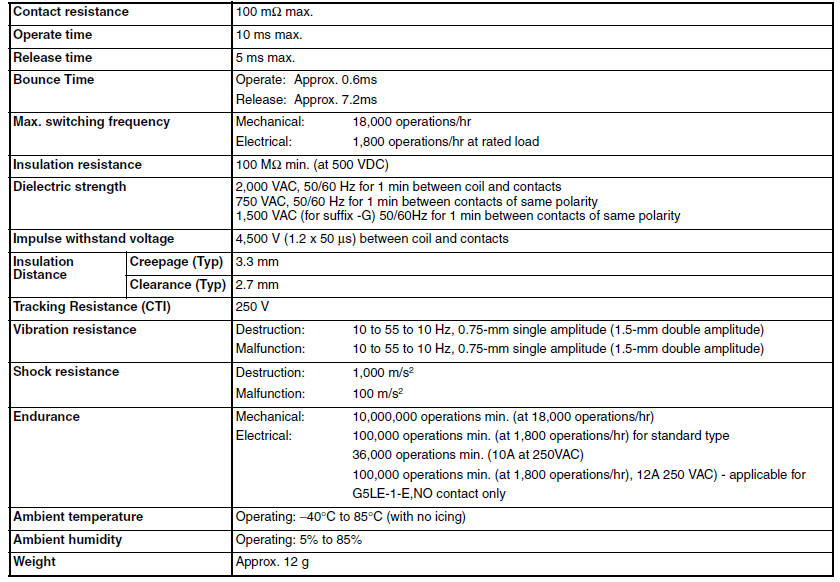 Contact resistance 100 mΩ max.
Operate time 10 ms max.
Release time 5 ms max.
Bounce Time Operate: Approx. 0.6ms
Release: Approx. 7.2ms
Max. switching frequency Mechanical: 18,000 operations/hr
Electrical: 1,800 operations/hr at rated load
Insulation resistance 100 MΩ min. (at 500 VDC)
Dielectric strength 2,000 VAC, 50/60 Hz for 1 min between coil and contacts
750 VAC, 50/60 Hz for 1 min between contacts of same polarity
1,500 VAC (for suffix -G) 50/60Hz for 1 min between contacts of same polarity
Impulse withstand voltage 4,500 V (1.2 x 50 μs) between coil and contacts
Insulation Creepage (Typ) 3.3 mm
Distance
Clearance (Typ) 2.7 mm
Tracking Resistance (CTI) 250 V
Vibration resistance Destruction: 10 to 55 to 10 Hz, 0.75-mm single amplitude (1.5-mm double amplitude)
Malfunction: 10 to 55 to 10 Hz, 0.75-mm single amplitude (1.5-mm double amplitude)
Shock resistance Destruction: 1,000 m/s²
Malfunction: 100 m/s²
Endurance Mechanical: 10,000,000 operations min. (at 18,000 operations/hr)
Electrical: 100,000 operations min. (at 1,800 operations/hr) for standard type
36,000 operations min. (10A at 250VAC)
100,000 operations min. (at 1,800 operations/hr), 12A 250 VAC) - applicable for
G5LE-1-E,NO contact only
Ambient temperature Operating: –40°C to 85°C (with no icing)
Ambient humidity Operating: 5% to 85%
Weight Approx. 12 g